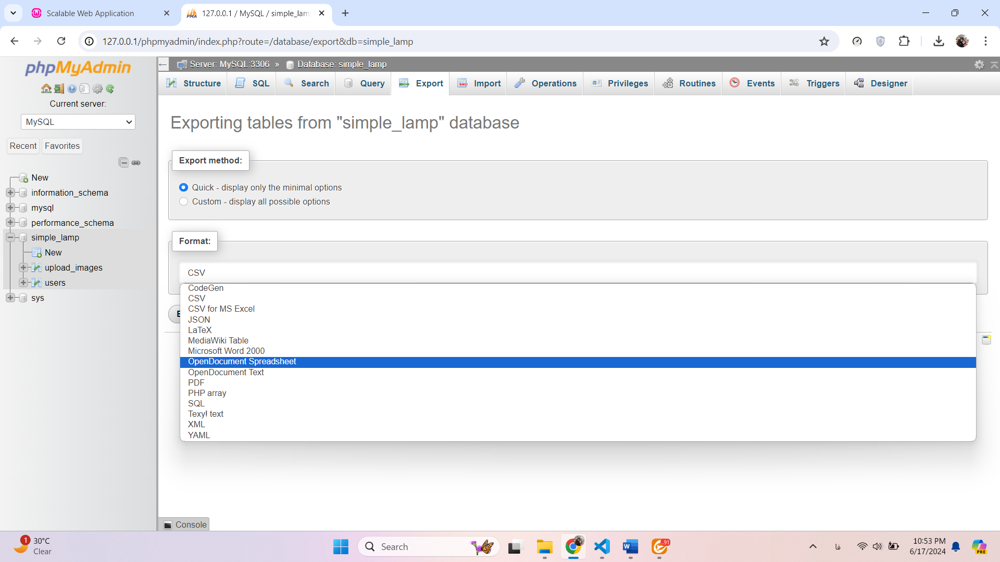 Scalable Web Application
127.0.0.1 / MySQL / simple_lam
127.0.0.1/phpmyadmin/index.php?route=/database/export&db=simple_lamp
phpMyAdmin
Current server:
MySQL
Recent Favorites
New
information_schema
mysql
performance_schema
simple_lamp
New
upload_images
users
sys
Server: MySQL:3306 » Database: simple_lamp
Structure SQL Search Query Export Import Operations Privileges Routines Events Triggers Designer
Exporting tables from "simple_lamp" database
Export method:
Quick - display only the minimal options
Custom - display all possible options
Format:
CSV
CodeGen
CSV
CSV for MS Excel
JSON
LaTeX
MediaWiki Table
Microsoft Word 2000
OpenDocument Spreadsheet
OpenDocument Text
PDF
PHP array
SQL
Texy! text
XML
YAML
Console
1
30°C
Clear
Search
91
فا
10:53 PM
6/17/2024
PRE